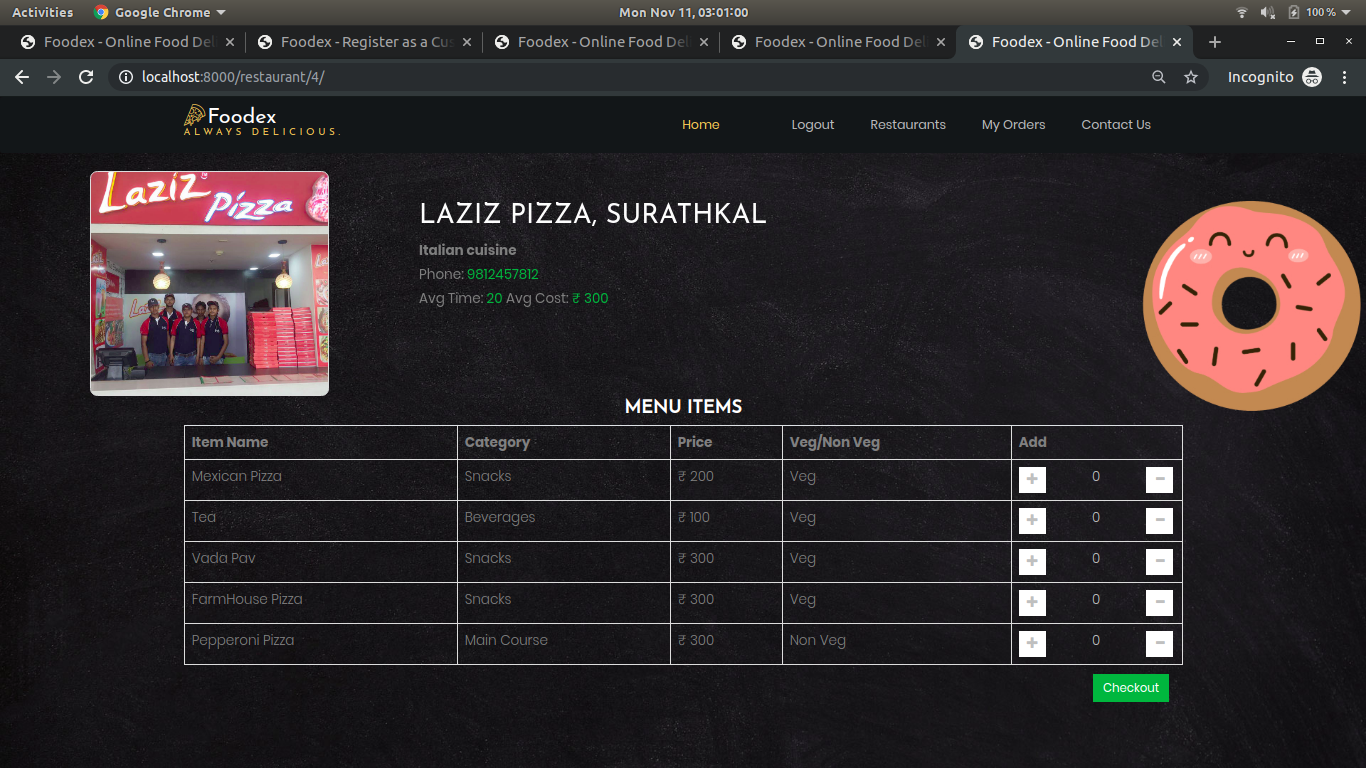 Activities Google Chrome Mon Nov 11, 03:01:00 100%
Foodex - Online Food Del Foodex - Register as a Cus Foodex - Online Food Del Foodex - Online Food Del Foodex - Online Food Del
localhost:8000/restaurant/4/ Incognito
Foodex
ALWAYS DELICIOUS.
Home Logout Restaurants My Orders Contact Us
Laziz
Pizza
LAZIZ PIZZA, SURATHKAL
Italian cuisine
Phone: 9812457812
Avg Time: 20 Avg Cost: ₹ 300
MENU ITEMS
Item Name Category Price Veg/Non Veg Add
Mexican Pizza Snacks ₹ 200 Veg + 0 -
Tea Beverages ₹ 100 Veg + 0 -
Vada Pav Snacks ₹ 300 Veg + 0 -
FarmHouse Pizza Snacks ₹ 300 Veg + 0 -
Pepperoni Pizza Main Course ₹ 300 Non Veg + 0 -
Checkout